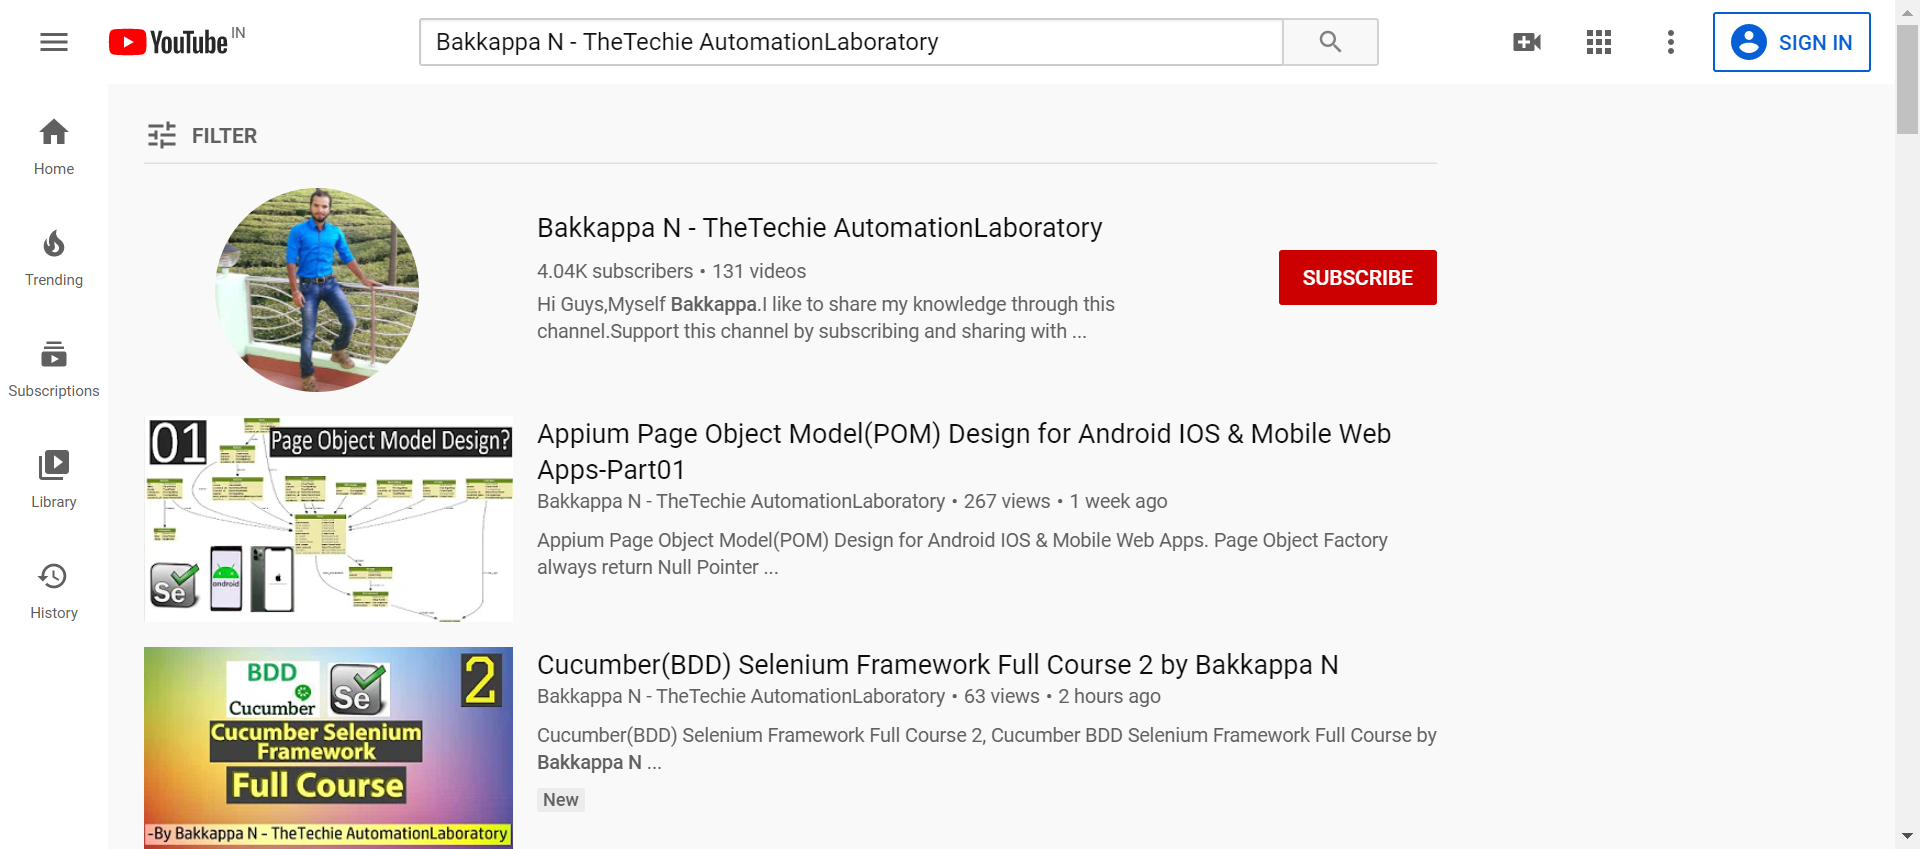 YouTube IN
Bakkappa N - TheTechie AutomationLaboratory
SIGN IN
Home
Trending
Subscriptions
Library
History
FILTER
Bakkappa N - TheTechie AutomationLaboratory
4.04K subscribers • 131 videos
Hi Guys,Myself Bakkappa.I like to share my knowledge through this
channel.Support this channel by subscribing and sharing with ...
SUBSCRIBE
01
Page Object Model Design?
Se
android
Appium Page Object Model(POM) Design for Android IOS & Mobile Web
Apps-Part01
Bakkappa N - TheTechie AutomationLaboratory • 267 views • 1 week ago
Appium Page Object Model(POM) Design for Android IOS & Mobile Web Apps. Page Object Factory
always return Null Pointer ...
BDD
Cucumber
Se
2
Cucumber Selenium
Framework
Full Course
-By Bakkappa N - TheTechie AutomationLaboratory
Cucumber(BDD) Selenium Framework Full Course 2 by Bakkappa N
Bakkappa N - TheTechie AutomationLaboratory • 63 views • 2 hours ago
Cucumber(BDD) Selenium Framework Full Course 2, Cucumber BDD Selenium Framework Full Course by
Bakkappa N ...
New